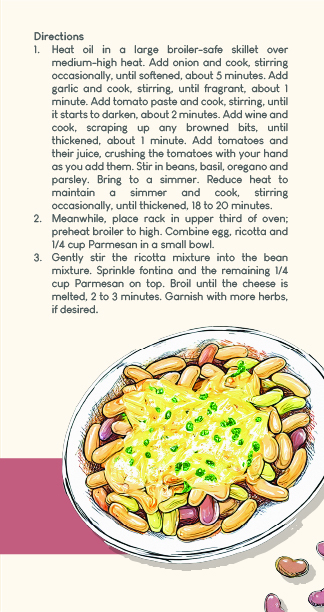 Directions
1. Heat oil in a large broiler-safe skillet over
medium-high heat. Add onion and cook, stirring
occasionally, until softened, about 5 minutes. Add
garlic and cook, stirring, until fragrant, about 1
minute. Add tomato paste and cook, stirring, until
it starts to darken, about 2 minutes. Add wine and
cook, scraping up any browned bits, until
thickened, about 1 minute. Add tomatoes and
their juice, crushing the tomatoes with your hand
as you add them. Stir in beans, basil, oregano and
parsley. Bring to a simmer. Reduce heat to
maintain a simmer and cook, stirring
occasionally, until thickened, 18 to 20 minutes.
2. Meanwhile, place rack in upper third of oven;
preheat broiler to high. Combine egg, ricotta and
1/4 cup Parmesan in a small bowl.
3. Gently stir the ricotta mixture into the bean
mixture. Sprinkle fontina and the remaining 1/4
cup Parmesan on top. Broil until the cheese is
melted, 2 to 3 minutes. Garnish with more herbs,
if desired.